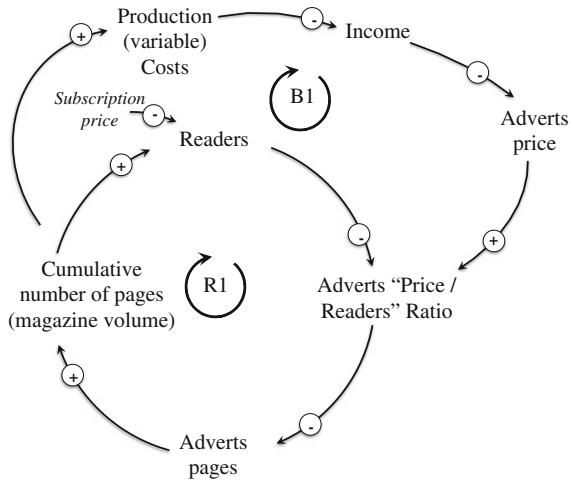 Production
(variable)
Costs
+
-
Income
-
Subscription
price
-
B1
Adverts
price
Readers
+
-
+
Cumulative
number of pages
(magazine volume)
R1
Adverts “Price /
Readers” Ratio
+
-
Adverts
pages